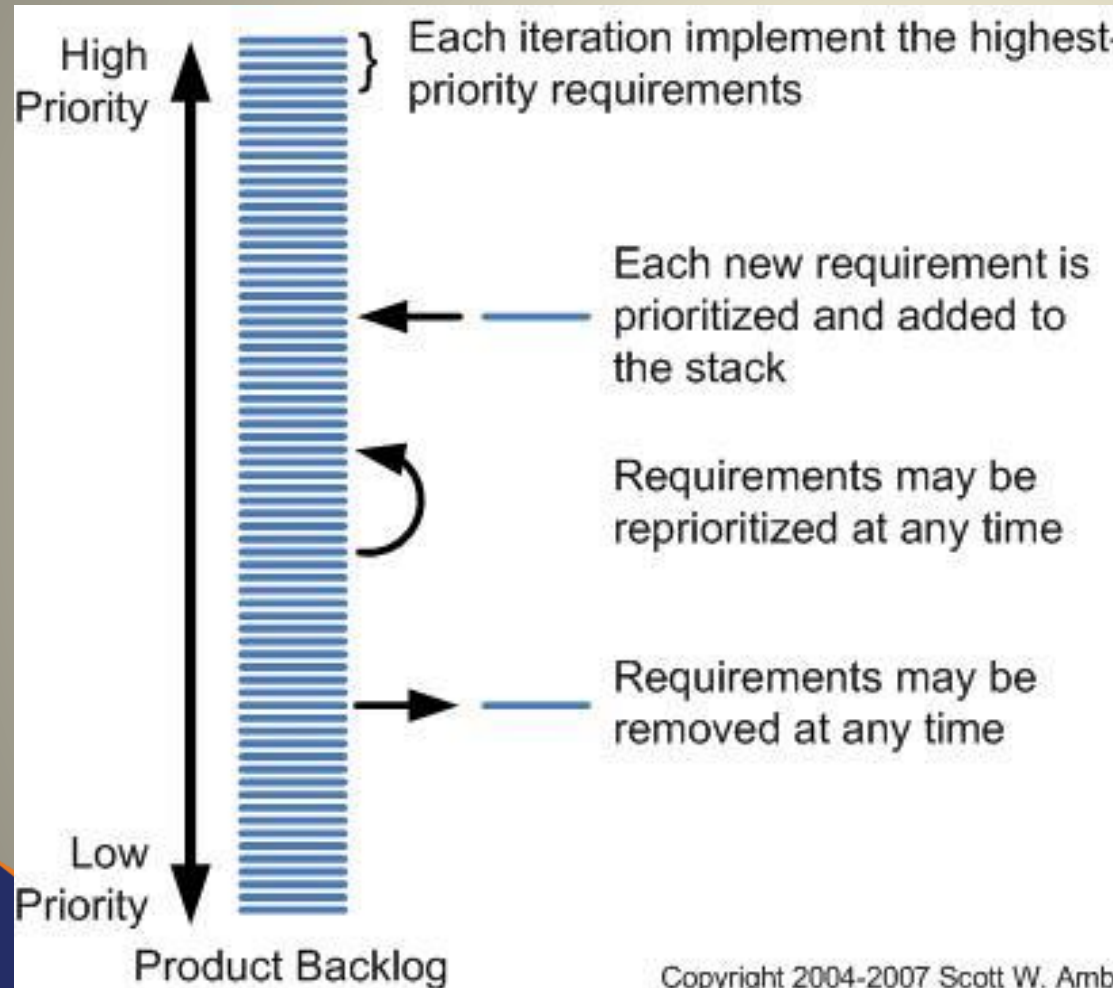 High
Priority
Each iteration implement the highest-
priority requirements
Each new requirement is
prioritized and added to
the stack
Requirements may be
reprioritized at any time
Requirements may be
removed at any time
Low
Priority
Product Backlog
Copyright 2004-2007 Scott W. Amb